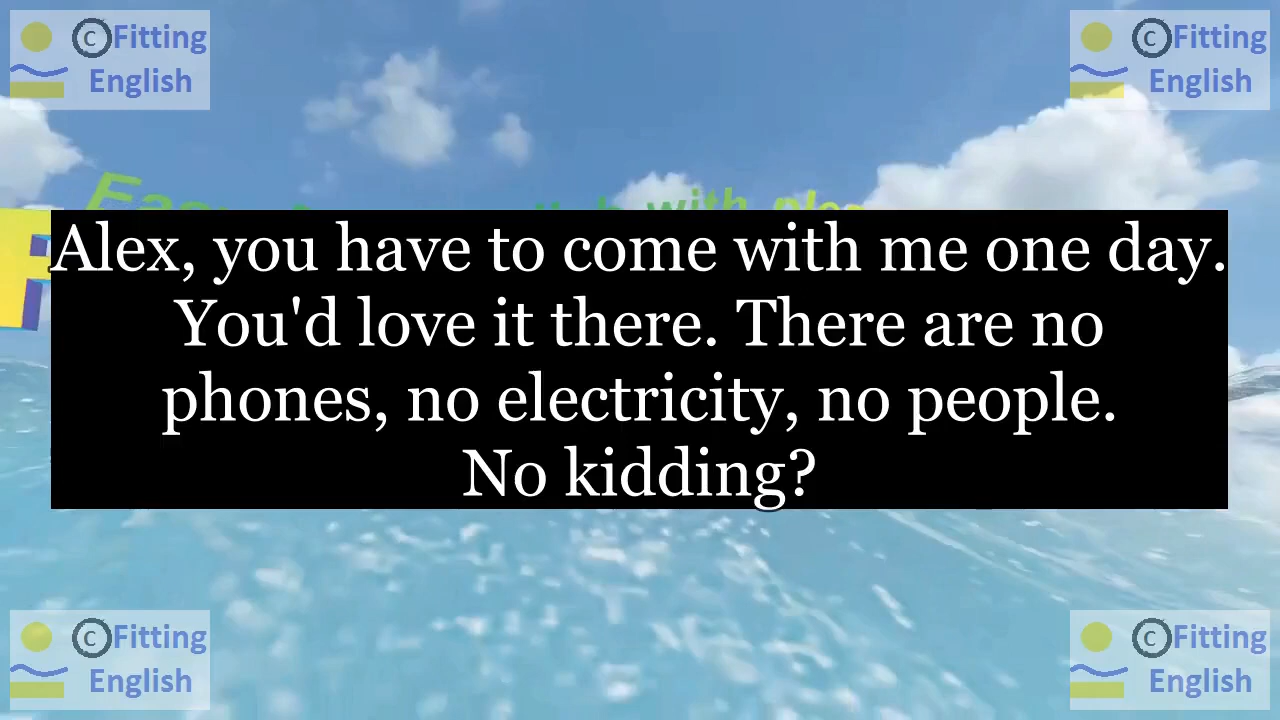 ©Fitting
English
©Fitting
English
Alex, you have to come with me one day.
You'd love it there. There are no
phones, no electricity, no people.
No kidding?
©Fitting
English
©Fitting
English